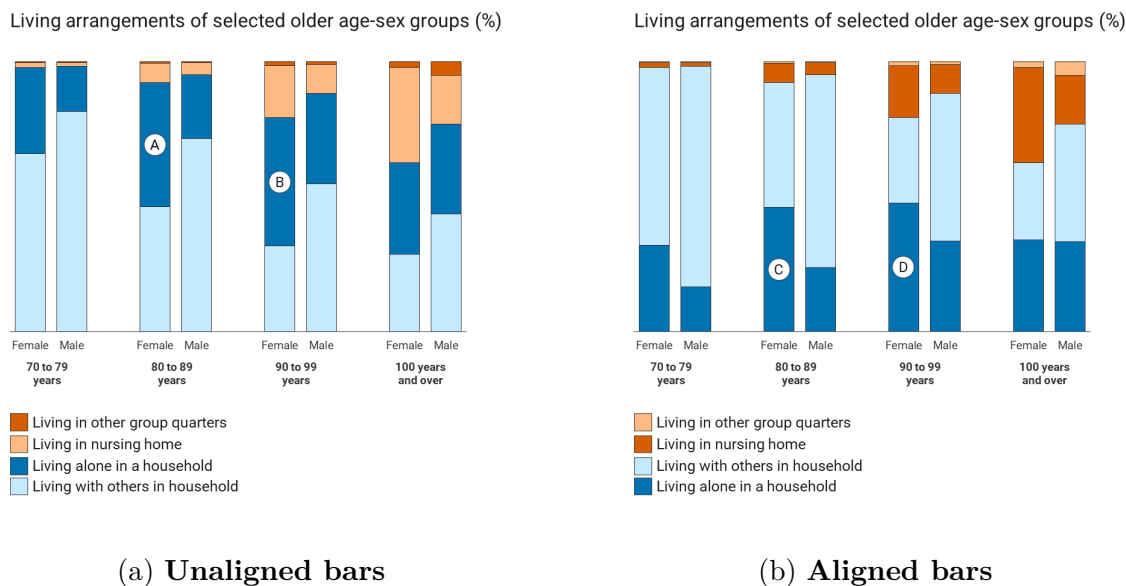 Living arrangements of selected older age-sex groups (%)
A
B
Female Male Female Male Female Male Female Male
70 to 79 years
80 to 89 years
90 to 99 years
100 years and over
Living in other group quarters
Living in nursing home
Living alone in a household
Living with others in household
(a) Unaligned bars
Living arrangements of selected older age-sex groups (%)
C
D
Female Male Female Male Female Male Female Male
70 to 79 years
80 to 89 years
90 to 99 years
100 years and over
Living in other group quarters
Living in nursing home
Living with others in household
Living alone in a household
(b) Aligned bars